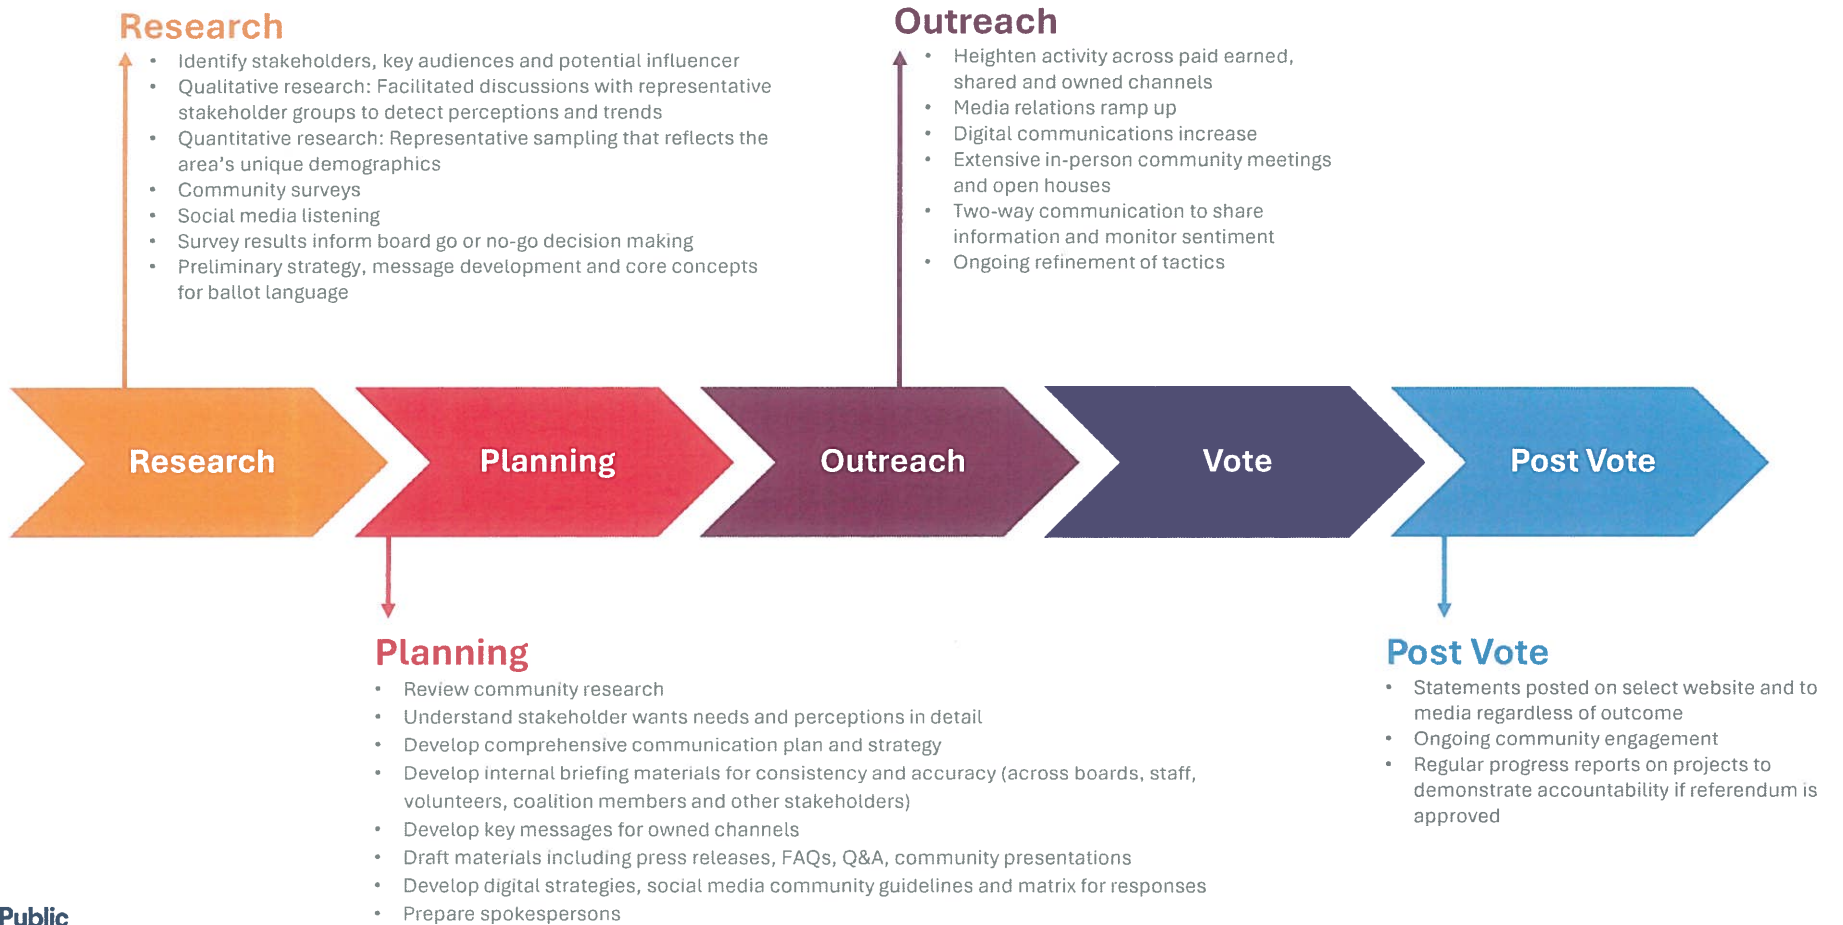 Research
• Identify stakeholders, key audiences and potential influencer
• Qualitative research: Facilitated discussions with representative
stakeholder groups to detect perceptions and trends
• Quantitative research: Representative sampling that reflects the
area's unique demographics
• Community surveys
• Social media listening
• Survey results inform board go or no-go decision making
• Preliminary strategy, message development and core concepts
for ballot language
Outreach
• Heighten activity across paid earned,
shared and owned channels
• Media relations ramp up
• Digital communications increase
• Extensive in-person community meetings
and open houses
• Two-way communication to share
information and monitor sentiment
• Ongoing refinement of tactics
Research
Planning
Outreach
Vote
Post Vote
Planning
• Review community research
• Understand stakeholder wants needs and perceptions in detail
• Develop comprehensive communication plan and strategy
• Develop internal briefing materials for consistency and accuracy (across boards, staff,
volunteers, coalition members and other stakeholders)
• Develop key messages for owned channels
• Draft materials including press releases, FAQs, Q&A, community presentations
• Develop digital strategies, social media community guidelines and matrix for responses
• Prepare spokespersons
Post Vote
• Statements posted on select website and to
media regardless of outcome
• Ongoing community engagement
• Regular progress reports on projects to
demonstrate accountability if referendum is
approved
Public